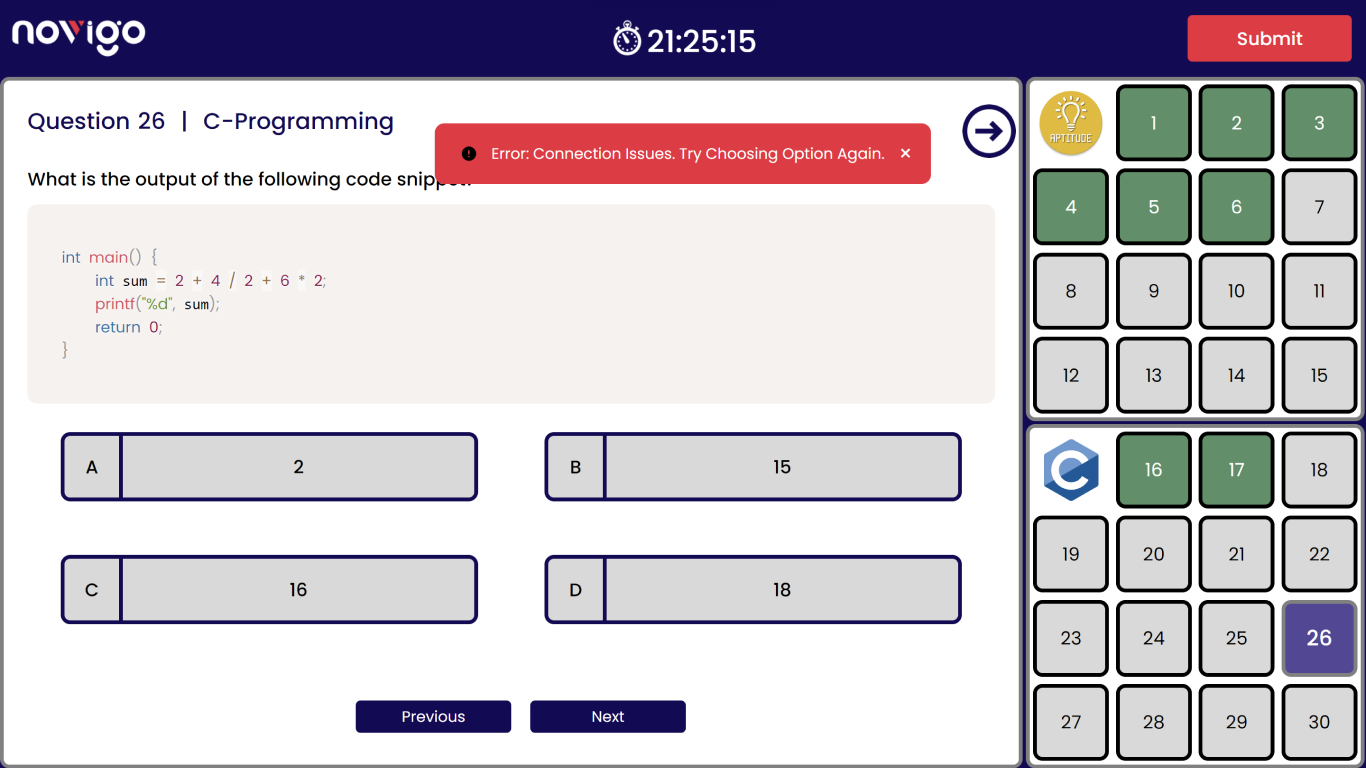 novigo
21:25:15
Submit
Question 26 | C-Programming
Error: Connection Issues. Try Choosing Option Again. ×
What is the output of the following code
int main() {
int sum = 2 + 4 / 2 + 6 * 2;
printf("%d", sum);
return 0;
}
A 2
B 15
C 16
D 18
Previous
Next
APTITUDE 1 2 3
4 5 6 7
8 9 10 11
12 13 14 15
C 16 17 18
19 20 21 22
23 24 25 26
27 28 29 30